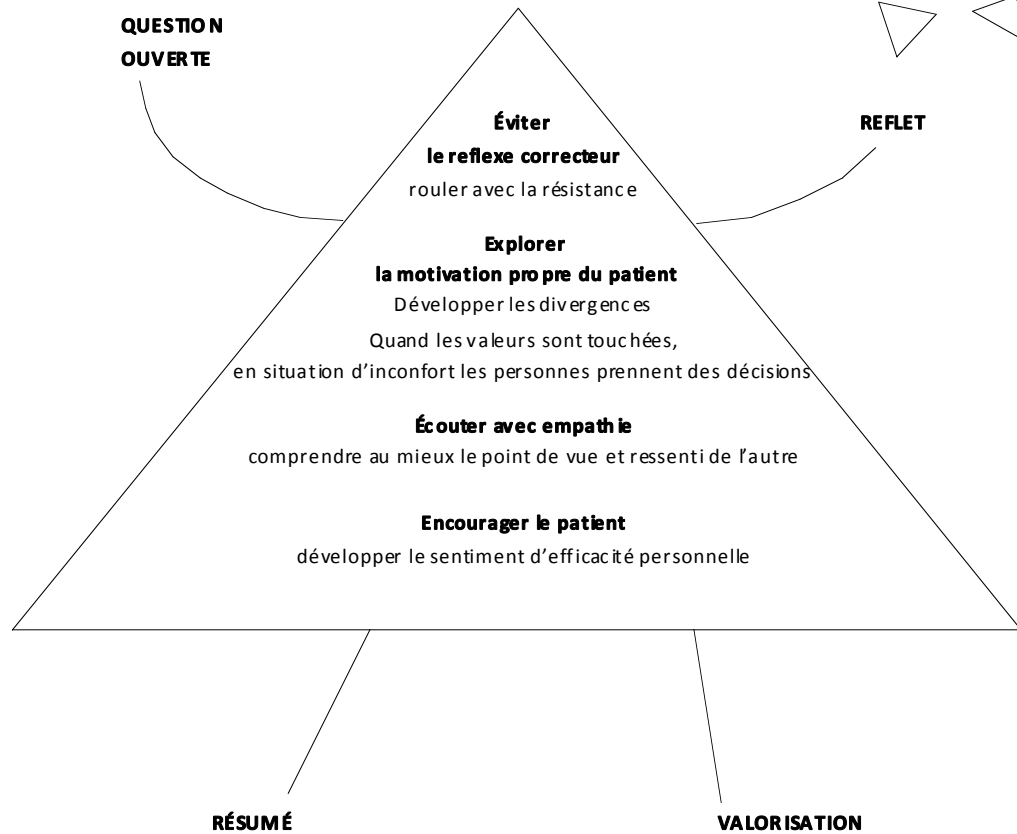 QUESTION
OUVERTE
REFLET
Éviter
le reflexe correcteur
rouler avec la résistance
Explorer
la motivation propre du patient
Développer les divergences
Quand les valeurs sont touchées,
en situation d’inconfort les personnes prennent des décisions
Écouter avec empathie
comprendre au mieux le point de vue et ressenti de l’autre
Encourager le patient
développer le sentiment d’efficacité personnelle
RÉSUMÉ
VALORISATION